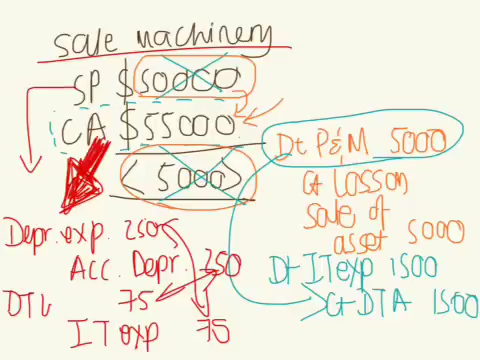 sale machinery
SP $50000
CA $55000
< 5000>
Dt P&M 5000
Ct Loss on
sale of
asset 5000
Dt IT exp 1500
Ct DTA 1500
Depr. exp. 250
Acc. Depr. 250
DTL 75
IT exp 75